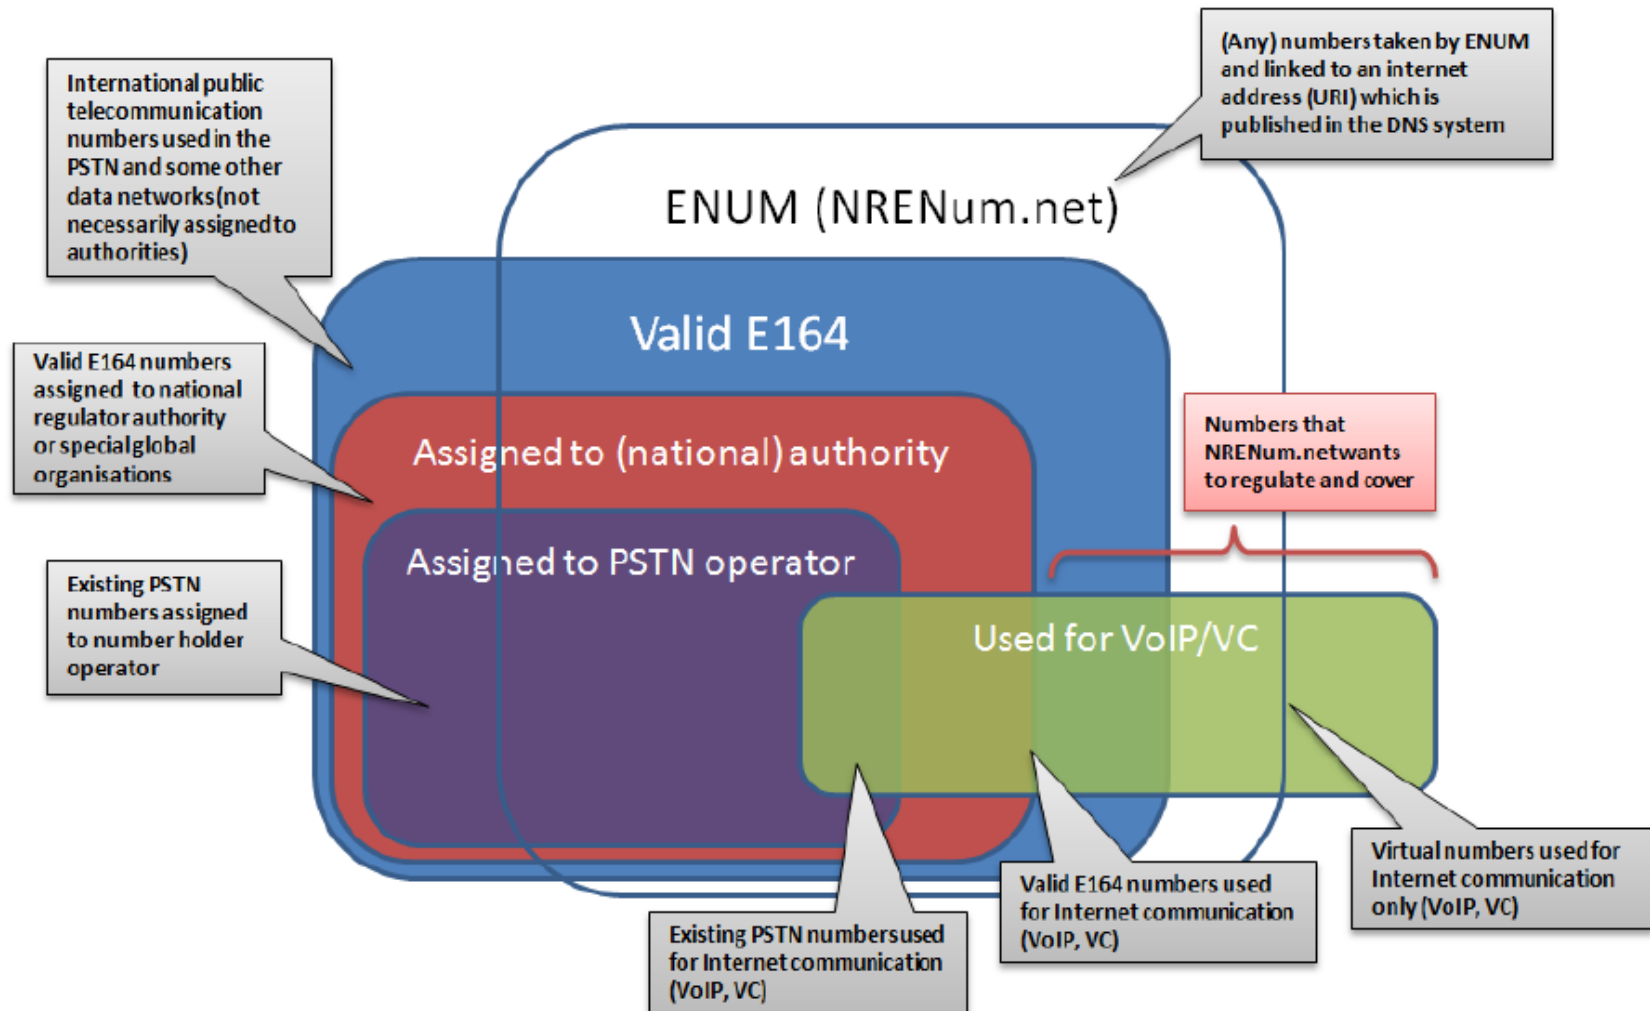 (Any) numbers taken by ENUM
and linked to an internet
address (URI) which is
published in the DNS system
International public
telecommunication
numbers used in the
PSTN and some other
data networks(not
necessarily assigned to
authorities)
ENUM (NRENum.net)
Valid E164
Valid E164 numbers
assigned to national
regulator authority
or special global
organisations
Assigned to (national) authority
Numbers that
NRENum.netwants
to regulate and cover
Assigned to PSTN operator
Existing PSTN
numbers assigned
to number holder
operator
Used for VoIP/VC
Virtual numbers used for
Internet communication
only (VoIP, VC)
Valid E164 numbers used
for Internet communication
(VoIP, VC)
Existing PSTN numbersused
for Internet communication
(VoIP, VC)